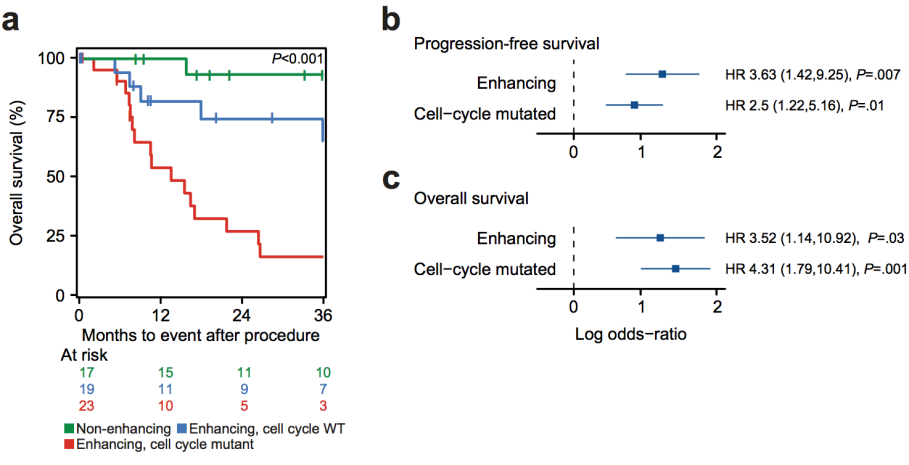 a
P<0.001
100
75
50
25
0
Overall survival (%)
0 12 24 36
Months to event after procedure
At risk
17 15 11 10
19 11 9 7
23 10 5 3
Non-enhancing Enhancing, cell cycle WT
Enhancing, cell cycle mutant
b
Progression-free survival
Enhancing HR 3.63 (1.42,9.25), P=.007
Cell-cycle mutated HR 2.5 (1.22,5.16), P=.01
0 1 2
c
Overall survival
Enhancing HR 3.52 (1.14,10.92), P=.03
Cell-cycle mutated HR 4.31 (1.79,10.41), P=.001
0 1 2
Log odds-ratio